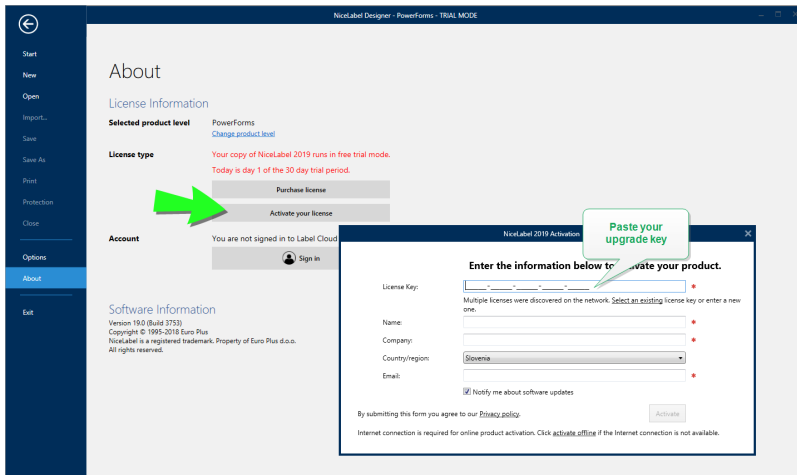 NiceLabel Designer - PowerForms - TRIAL MODE
Start
New
Open
Import...
Save
Save As
Print
Protection
Close
Options
About
Exit
About
License Information
Selected product level PowerForms
Change product level
License type Your copy of NiceLabel 2019 runs in free trial mode.
Today is day 1 of the 30 day trial period.
Purchase license
Activate your license
Account You are not signed in to Label Cloud
Sign in
Software Information
Version 19.0 (Build 3753)
Copyright © 1995-2018 Euro Plus
NiceLabel is a registered trademark. Property of Euro Plus d.o.o.
All rights reserved.
NiceLabel 2019 Activation
Paste your
upgrade key
Enter the information below to activate your product.
License Key: _____-_____-_____-_____-_____ *
Multiple licenses were discovered on the network. Select an existing license key or enter a new
one.
Name: *
Company: *
Country/region: Slovenia
Email: *
Notify me about software updates
By submitting this form you agree to our Privacy policy.
Activate
Internet connection is required for online product activation. Click activate offline if the Internet connection is not available.